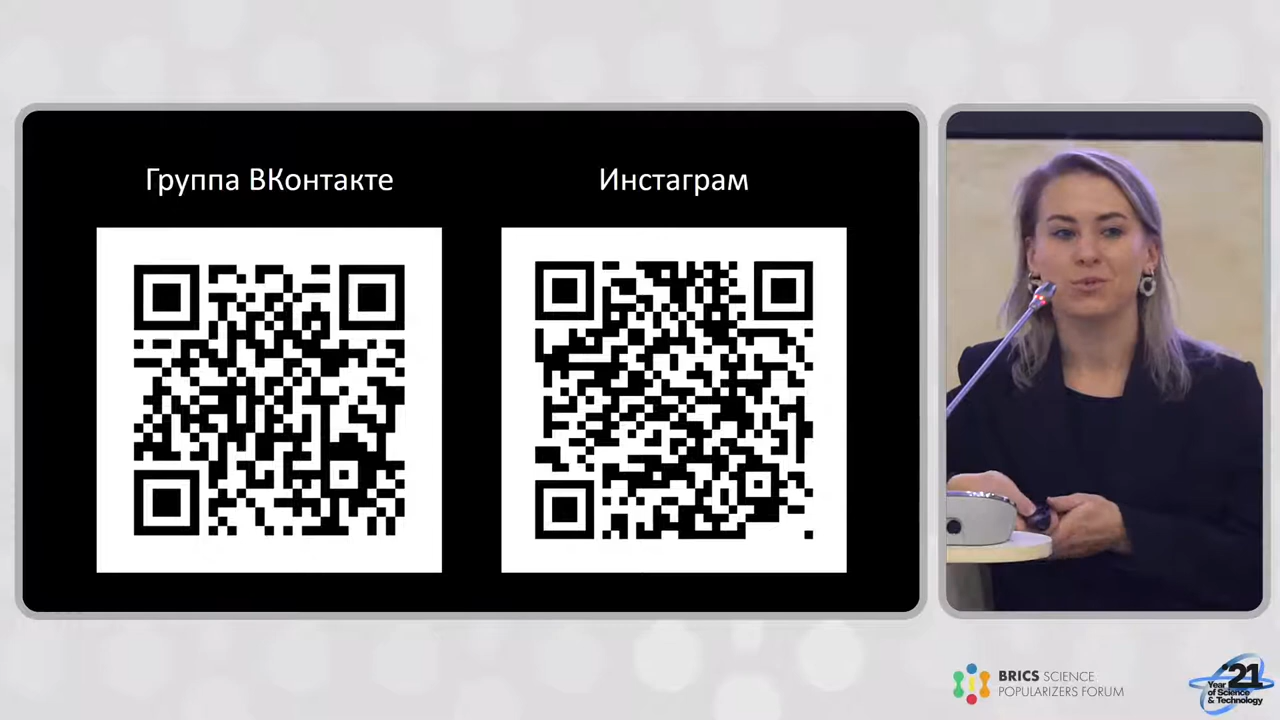 Группа ВКонтакте
Инстаграм
BRICS SCIENCE
POPULARIZERS FORUM
'21
Year
of Science
& Technology